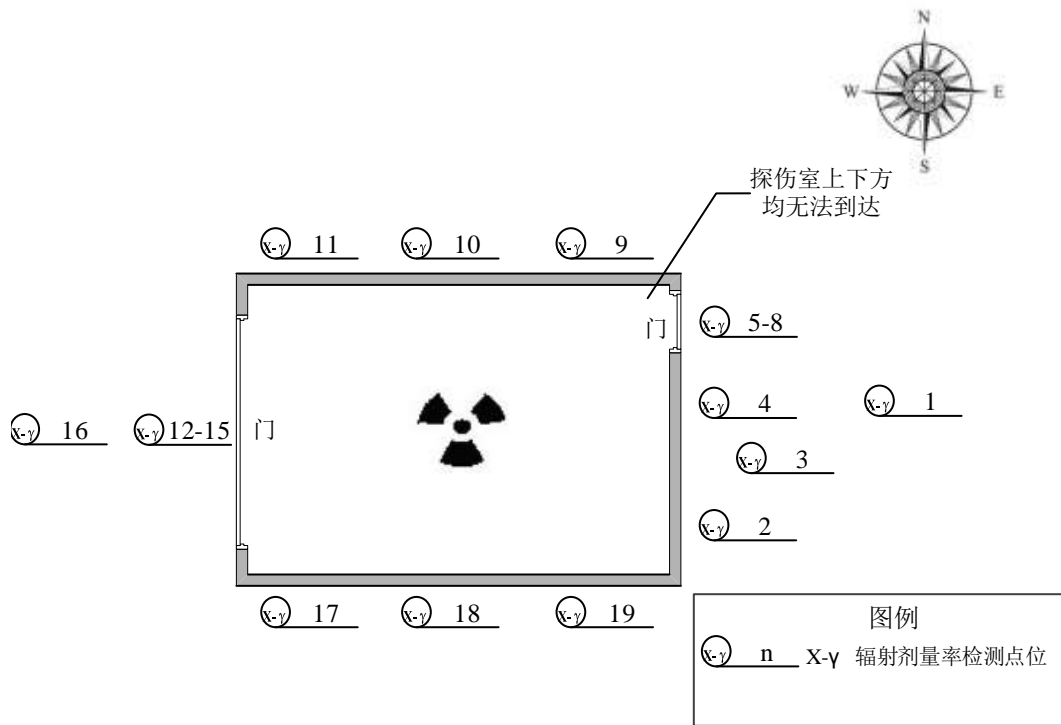 N
W E
S
探伤室上下方
均无法到达
X-γ 11 X-γ 10 X-γ 9
门 X-γ 5-8
X-γ 4 X-γ 1
X-γ 16 X-γ 12-15 门
X-γ 3
X-γ 2
X-γ 17 X-γ 18 X-γ 19
图例
X-γ n X-γ 辐射剂量率检测点位